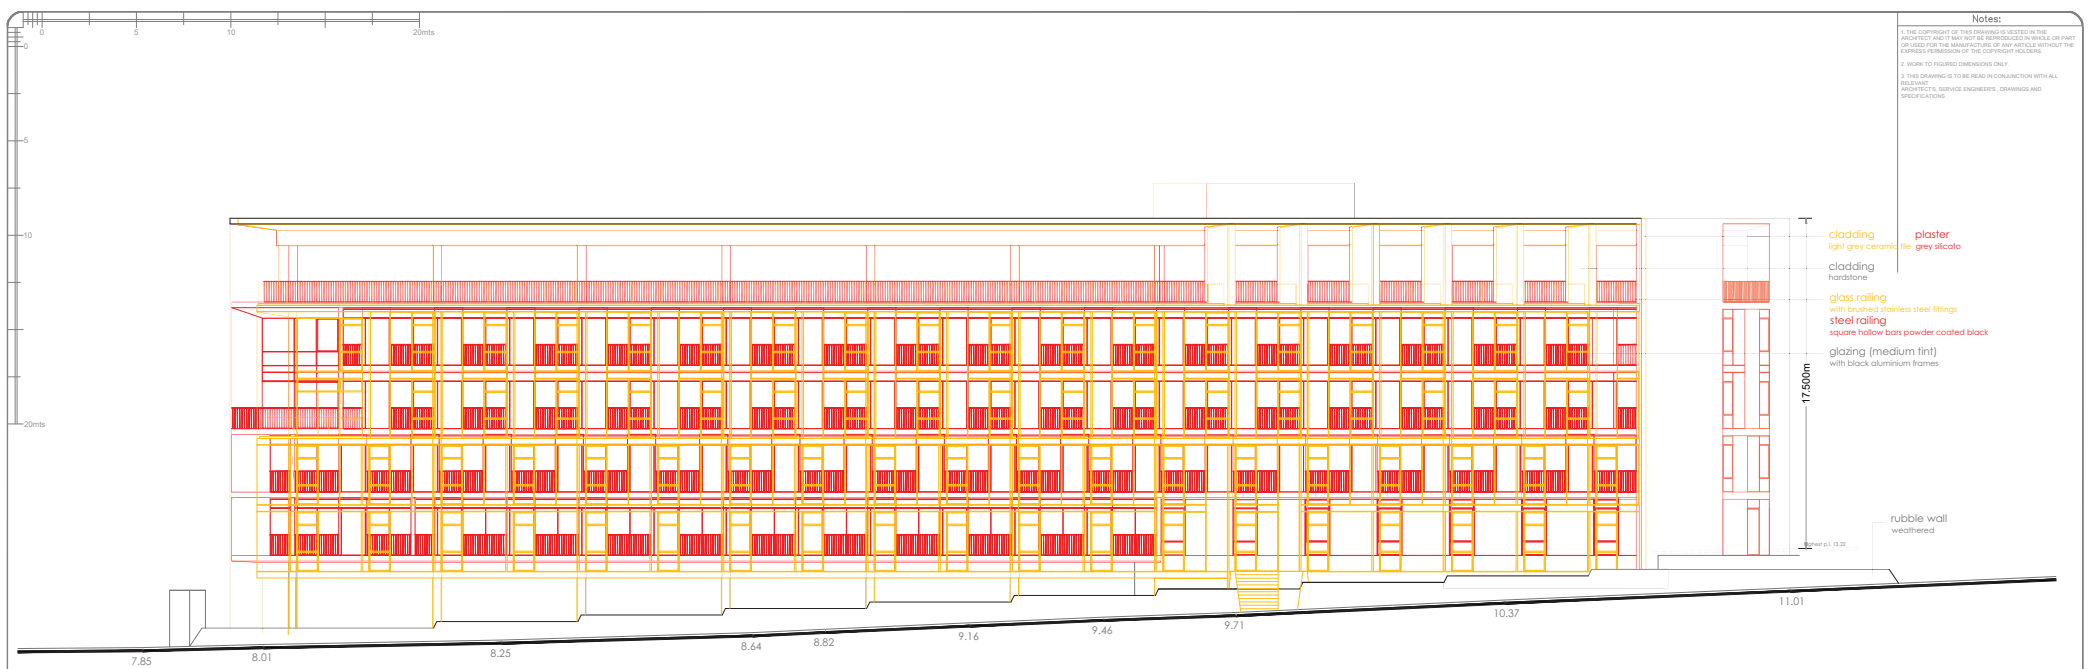 0
5
10
20mts
0
5
10
20mts
Notes:
1. THE COPYRIGHT OF THIS DRAWING IS VESTED IN THE
ARCHITECT AND IT MAY NOT BE REPRODUCED IN WHOLE OR PART
OR USED FOR THE MANUFACTURE OF ANY ARTICLE WITHOUT THE
EXPRESS PERMISSION OF THE COPYRIGHT HOLDERS.
2. WORK TO FIGURED DIMENSIONS ONLY.
3. THIS DRAWING IS TO BE READ IN CONJUNCTION WITH ALL
RELEVANT
ARCHITECT'S, SERVICE ENGINEER'S , DRAWINGS AND
SPECIFICATIONS.
cladding plaster
light grey ceramic tile grey silicato
cladding
hardstone
glass railing
with brushed stainless steel fittings
steel railing
square hollow bars powder coated black
glazing (medium tint)
with black aluminium frames
17.500m
rubble wall
weathered
highest p.l. 13.22
7.85
8.01
8.25
8.64
8.82
9.16
9.46
9.71
10.37
11.01